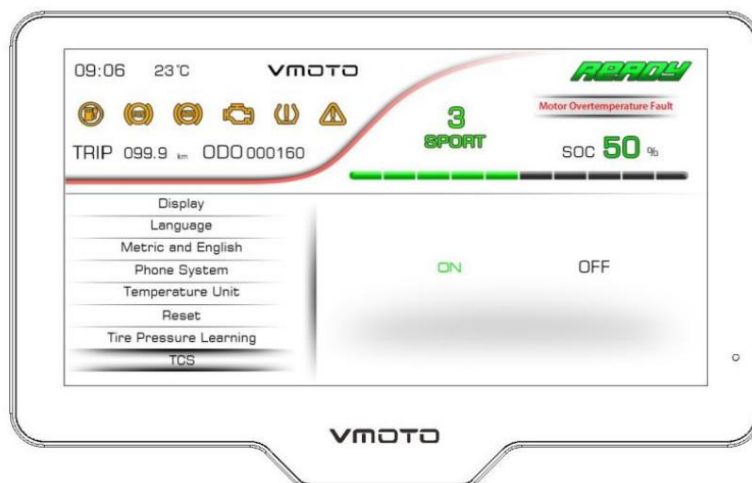 09:06 23℃ VMOTO READY
Motor Overtemperature Fault
3
SPORT
TRIP 099.9 km ODO 000160
SOC 50 %
Display
Language
Metric and English
Phone System
Temperature Unit
Reset
Tire Pressure Learning
TCS
ON OFF
VMOTO